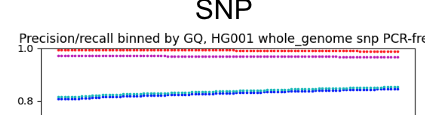 SNP
Precision/recall binned by GQ, HG001 whole_genome snp PCR-fre
1.0
0.8